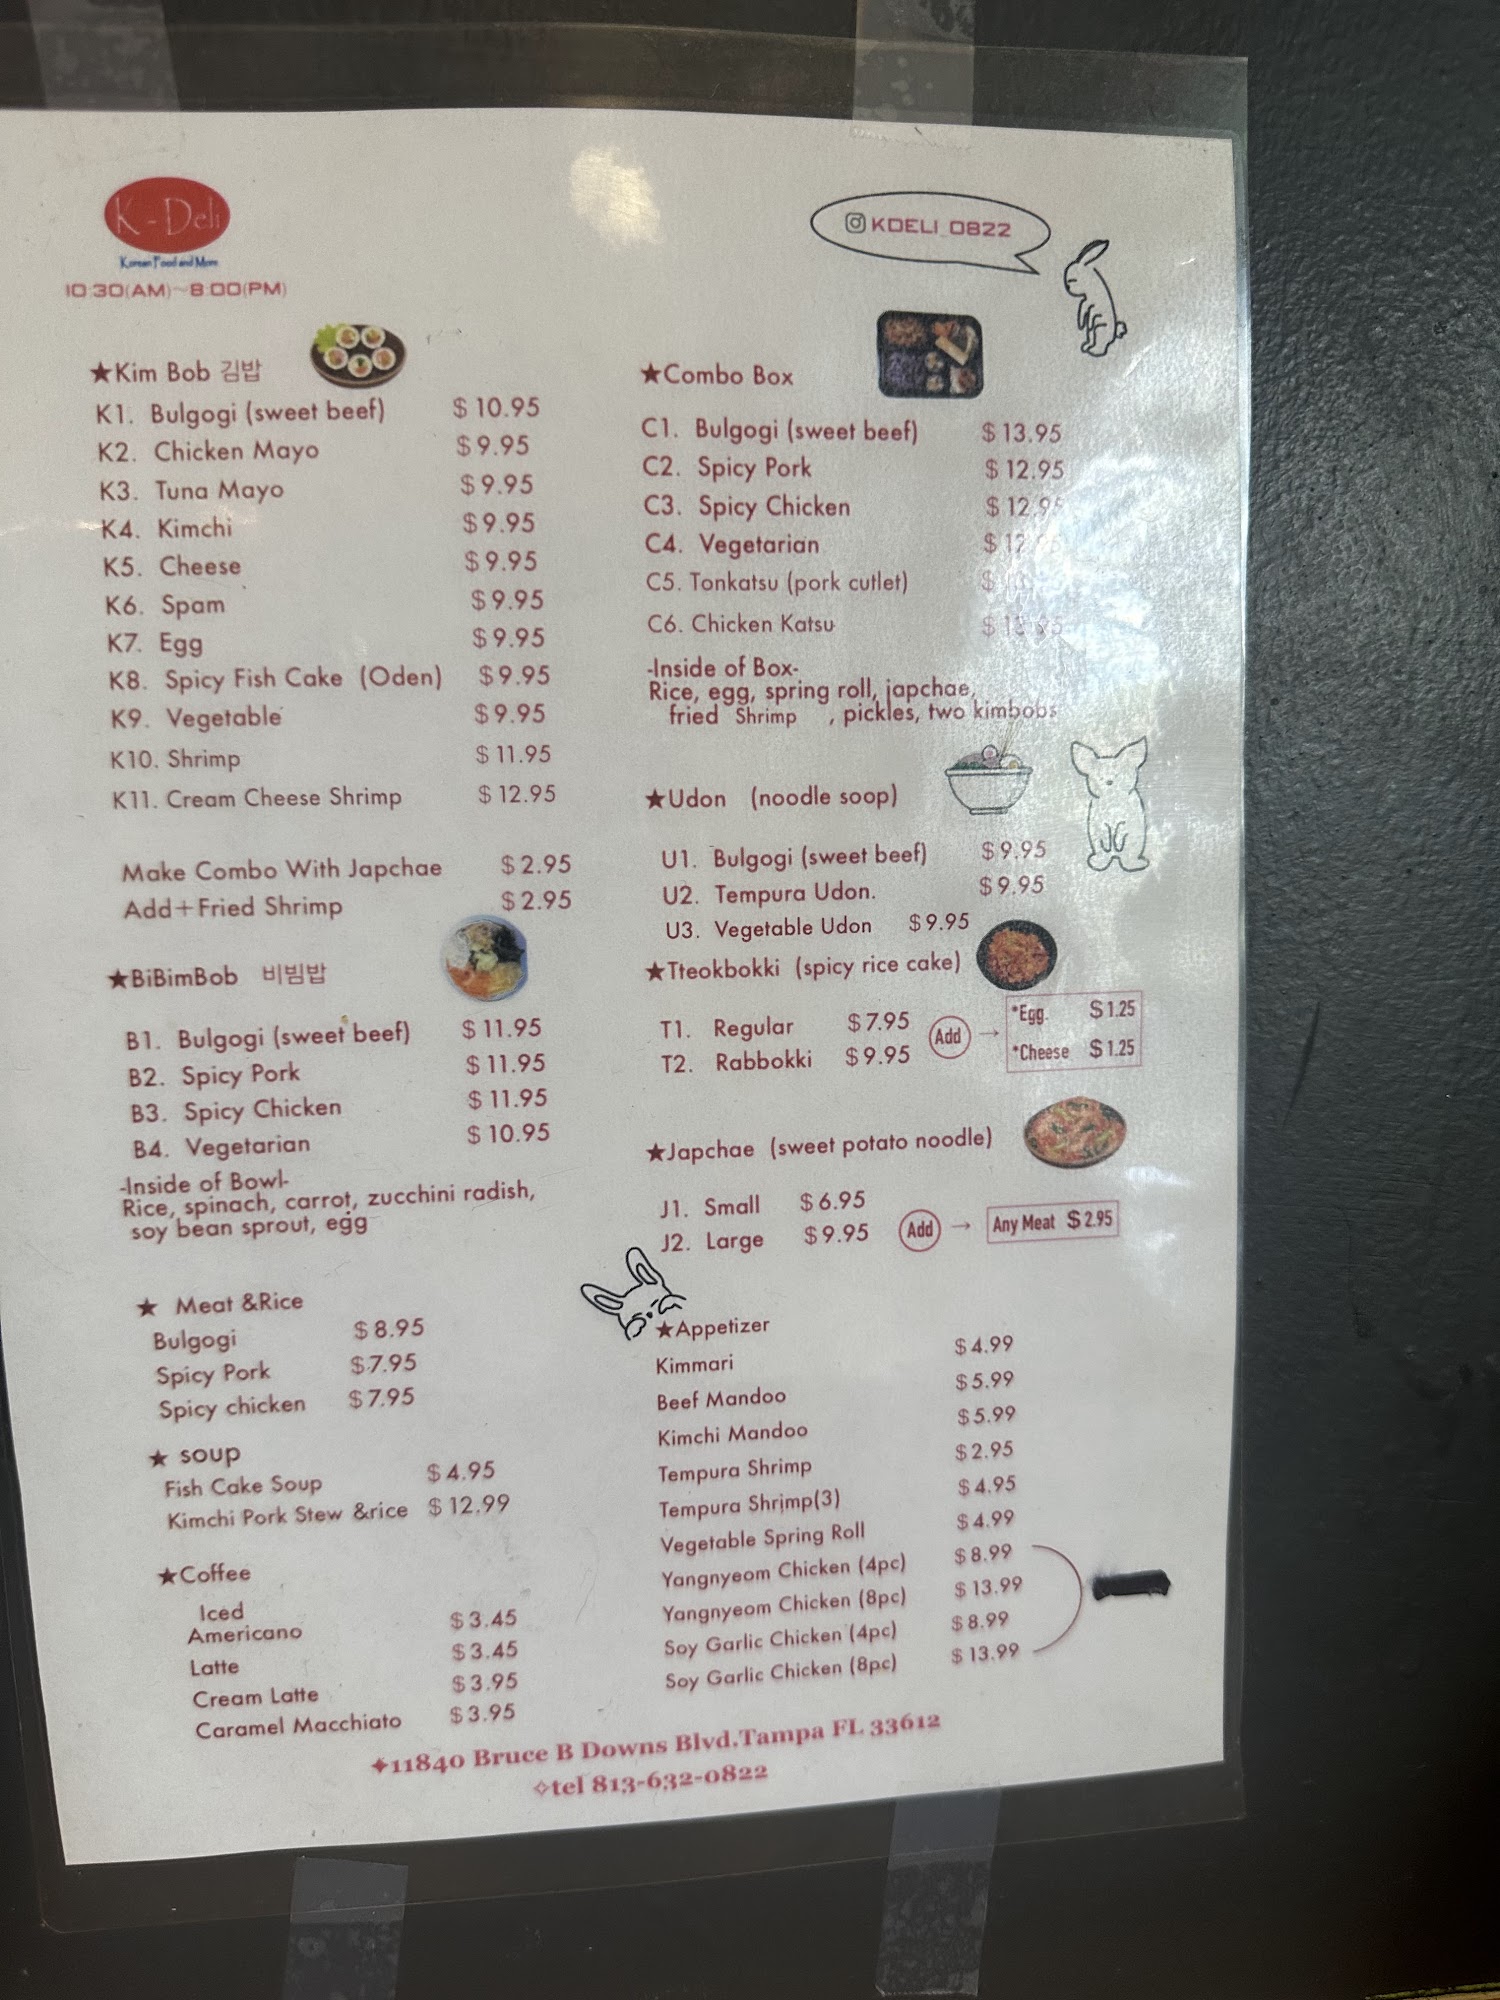 K-Deli
Korean Food and More
10:30(AM)~8:00(PM)
KDELI_0822
★Kim Bob 김밥
K1. Bulgogi (sweet beef) $10.95
K2. Chicken Mayo $9.95
K3. Tuna Mayo $9.95
K4. Kimchi $9.95
K5. Cheese $9.95
K6. Spam $9.95
K7. Egg $9.95
K8. Spicy Fish Cake (Oden) $9.95
K9. Vegetable $9.95
K10. Shrimp $11.95
K11. Cream Cheese Shrimp $12.95
Make Combo With Japchae $2.95
Add+Fried Shrimp $2.95
★BiBimBob 비빔밥
B1. Bulgogi (sweet beef) $11.95
B2. Spicy Pork $11.95
B3. Spicy Chicken $11.95
B4. Vegetarian $10.95
-Inside of Bowl-
Rice, spinach, carrot, zucchini radish,
soy bean sprout, egg
★ Meat &Rice
Bulgogi $8.95
Spicy Pork $7.95
Spicy chicken $7.95
★ soup
Fish Cake Soup $4.95
Kimchi Pork Stew &rice $12.99
★Coffee
Iced
Americano $3.45
Latte $3.45
Cream Latte $3.95
Caramel Macchiato $3.95
★Combo Box
C1. Bulgogi (sweet beef) $13.95
C2. Spicy Pork $12.95
C3. Spicy Chicken $12.95
C4. Vegetarian
C5. Tonkatsu (pork cutlet)
C6. Chicken Katsu
-Inside of Box-
Rice, egg, spring roll, japchae,
fried Shrimp , pickles, two kimbobs
★Udon (noodle soop)
U1. Bulgogi (sweet beef) $9.95
U2. Tempura Udon. $9.95
U3. Vegetable Udon $9.95
★Tteokbokki (spicy rice cake)
T1. Regular $7.95
T2. Rabbokki $9.95
Add → *Egg. $1.25
*Cheese $1.25
★Japchae (sweet potato noodle)
J1. Small $6.95
J2. Large $9.95 Add → Any Meat $2.95
★Appetizer
Kimmari $4.99
Beef Mandoo $5.99
Kimchi Mandoo $5.99
Tempura Shrimp $2.95
Tempura Shrimp(3) $4.95
Vegetable Spring Roll $4.99
Yangnyeom Chicken (4pc) $8.99
Yangnyeom Chicken (8pc) $13.99
Soy Garlic Chicken (4pc) $8.99
Soy Garlic Chicken (8pc) $13.99
✦11840 Bruce B Downs Blvd.Tampa FL 33612
✧tel 813-632-0822